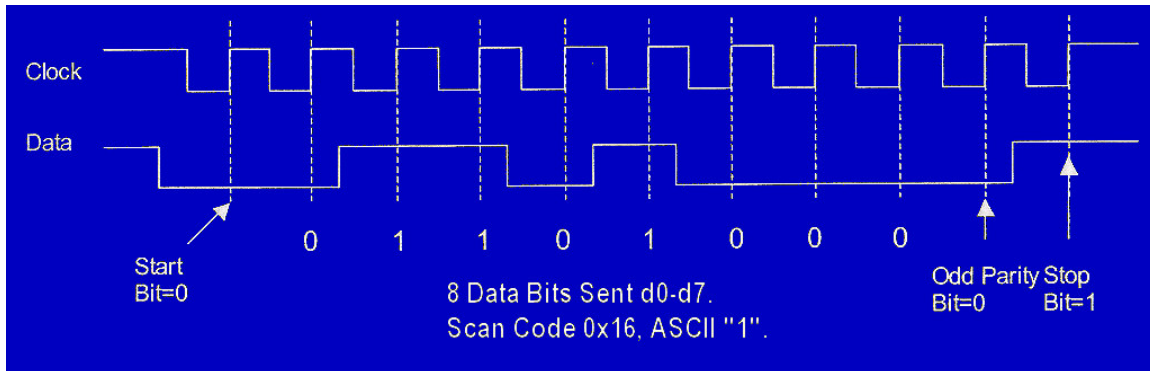 Clock
Data
0 1 1 0 1 0 0 0
Start
Bit=0
8 Data Bits Sent d0-d7.
Scan Code 0x16, ASCII "1".
Odd Parity
Bit=0
Stop
Bit=1